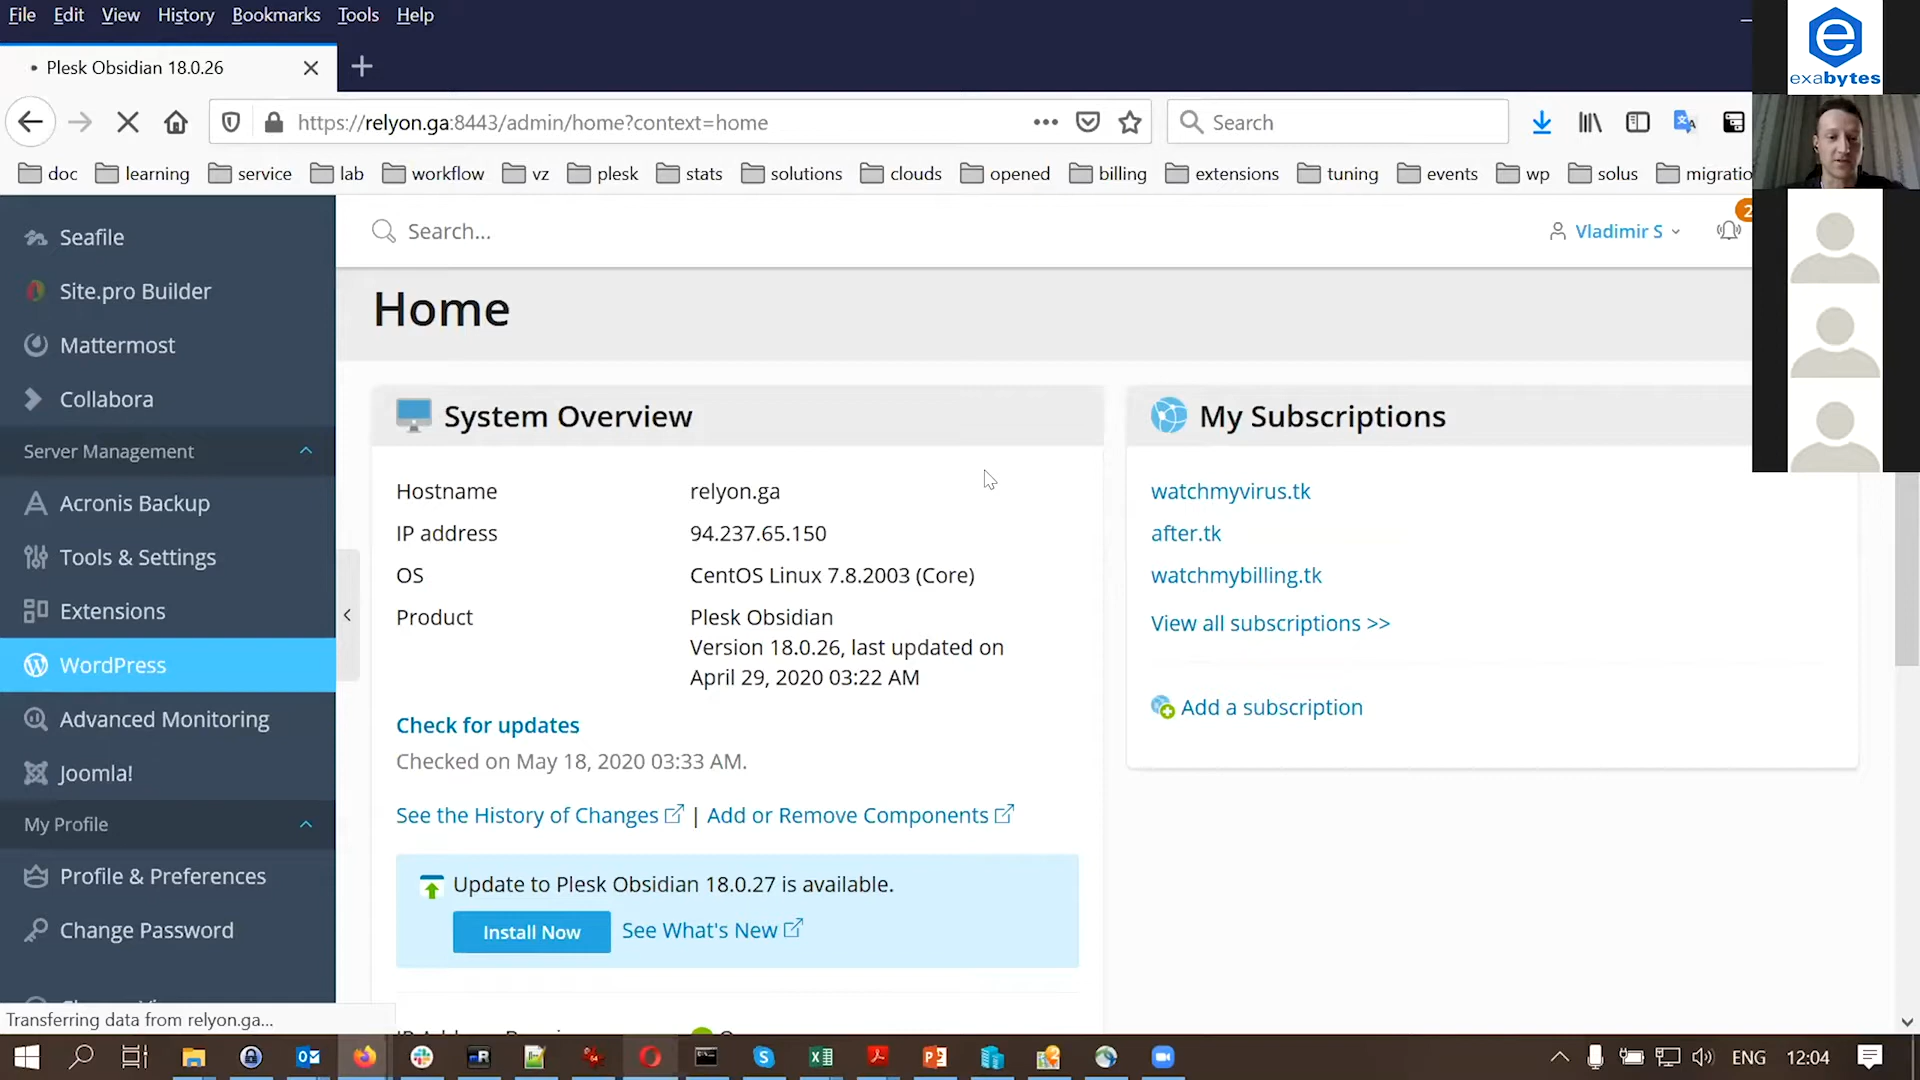 File Edit View History Bookmarks Tools Help
Plesk Obsidian 18.0.26
https://relyon.ga:8443/admin/home?context=home
Search
doc learning service lab workflow vz plesk stats solutions clouds opened billing extensions tuning events wp solus migratio
exabytes
Seafile
Site.pro Builder
Mattermost
Collabora
Server Management
Acronis Backup
Tools & Settings
Extensions
WordPress
Advanced Monitoring
Joomla!
My Profile
Profile & Preferences
Change Password
Transferring data from relyon.ga...
Search...
Vladimir S
2
Home
System Overview
Hostname relyon.ga
IP address 94.237.65.150
OS CentOS Linux 7.8.2003 (Core)
Product Plesk Obsidian
Version 18.0.26, last updated on
April 29, 2020 03:22 AM
Check for updates
Checked on May 18, 2020 03:33 AM.
See the History of Changes | Add or Remove Components
Update to Plesk Obsidian 18.0.27 is available.
Install Now See What's New
My Subscriptions
watchmyvirus.tk
after.tk
watchmybilling.tk
View all subscriptions >>
Add a subscription
ENG 12:04